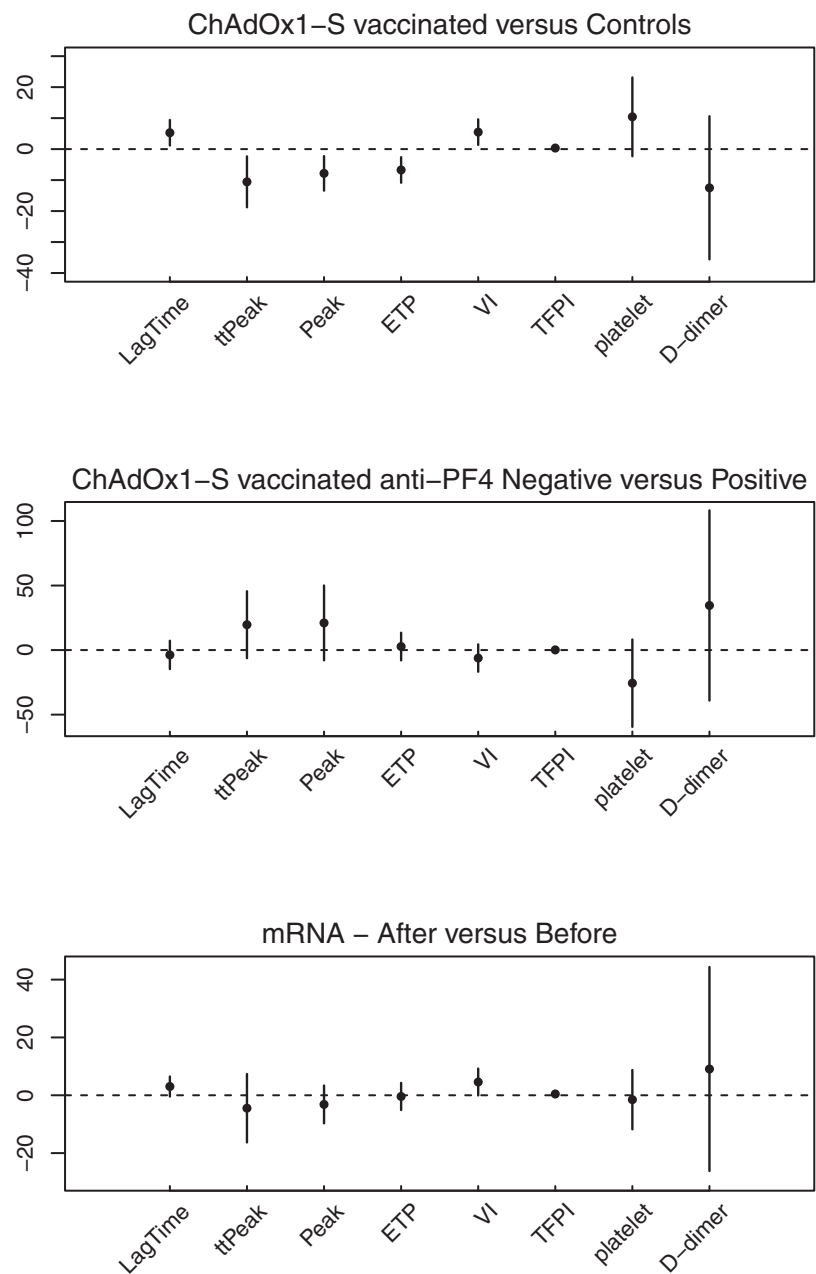 ChAdOx1−S vaccinated versus Controls
20
0
−20
−40
LagTime ttPeak Peak ETP VI TFPI platelet D−dimer
ChAdOx1−S vaccinated anti−PF4 Negative versus Positive
100
50
0
−50
LagTime ttPeak Peak ETP VI TFPI platelet D−dimer
mRNA − After versus Before
40
20
0
−20
LagTime ttPeak Peak ETP VI TFPI platelet D−dimer